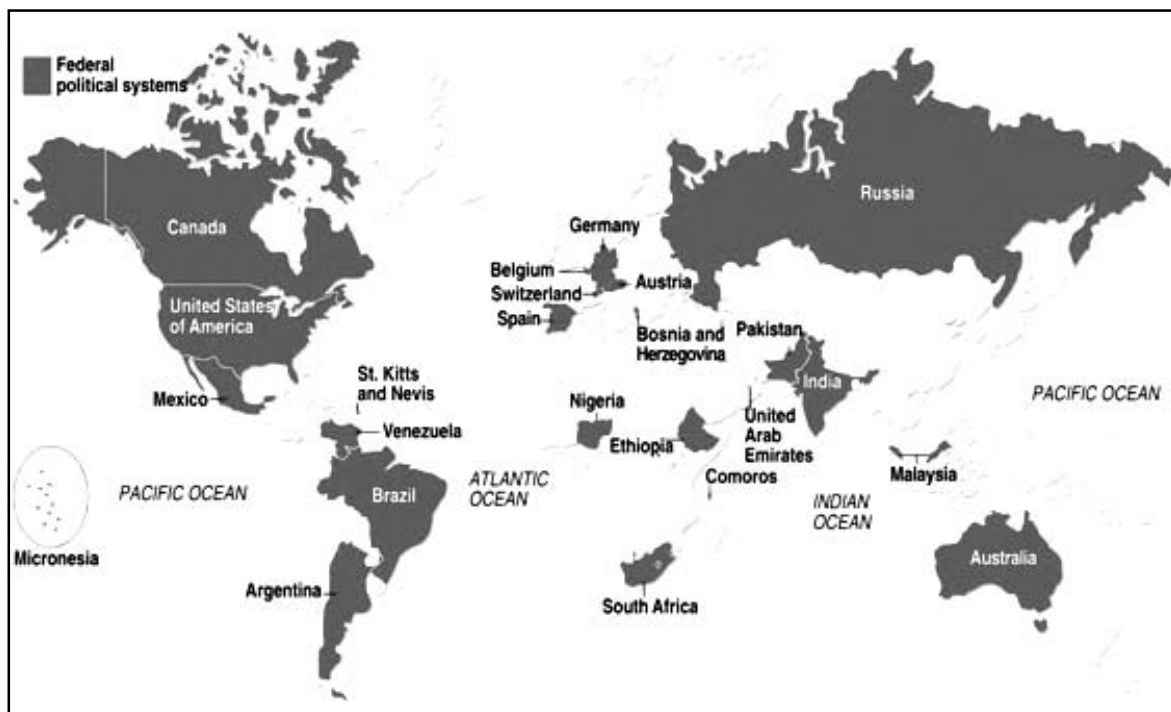 Federal
political systems
Canada
United States
of America
Mexico
St. Kitts
and Nevis
Venezuela
Brazil
Argentina
PACIFIC OCEAN
Micronesia
ATLANTIC
OCEAN
Germany
Belgium
Switzerland
Austria
Spain
Bosnia and
Herzegovina
Russia
Pakistan
India
Nigeria
Ethiopia
United
Arab
Emirates
Comoros
South Africa
Malaysia
INDIAN
OCEAN
PACIFIC OCEAN
Australia